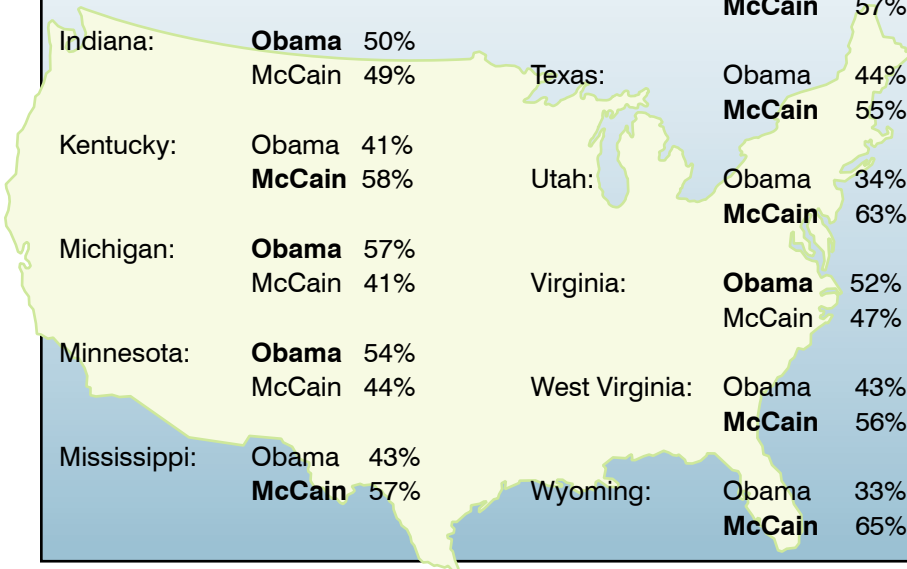 Indiana: Obama 50%
McCain 49%
Kentucky: Obama 41%
McCain 58%
Michigan: Obama 57%
McCain 41%
Minnesota: Obama 54%
McCain 44%
Mississippi: Obama 43%
McCain 57%
McCain 57%
Texas: Obama 44%
McCain 55%
Utah: Obama 34%
McCain 63%
Virginia: Obama 52%
McCain 47%
West Virginia: Obama 43%
McCain 56%
Wyoming: Obama 33%
McCain 65%